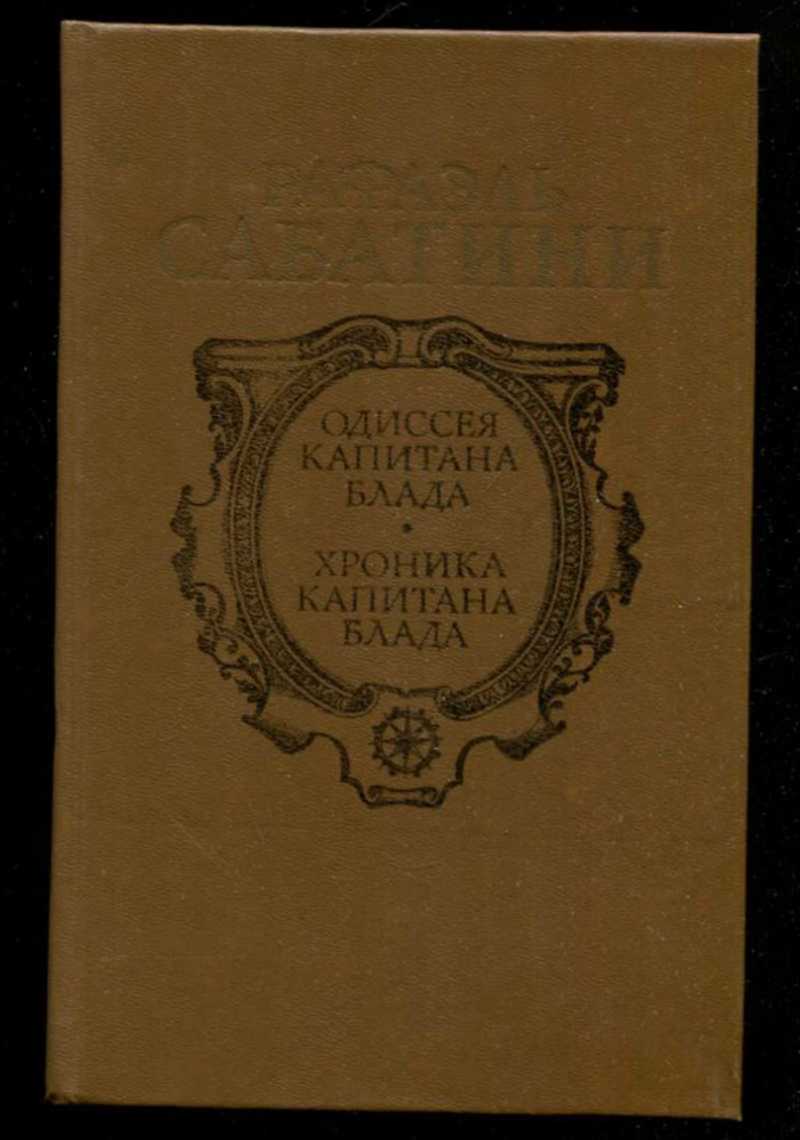 РАФАЭЛЬ
САБАТИНИ
ОДИССЕЯ
КАПИТАНА
БЛАДА
•
ХРОНИКА
КАПИТАНА
БЛАДА